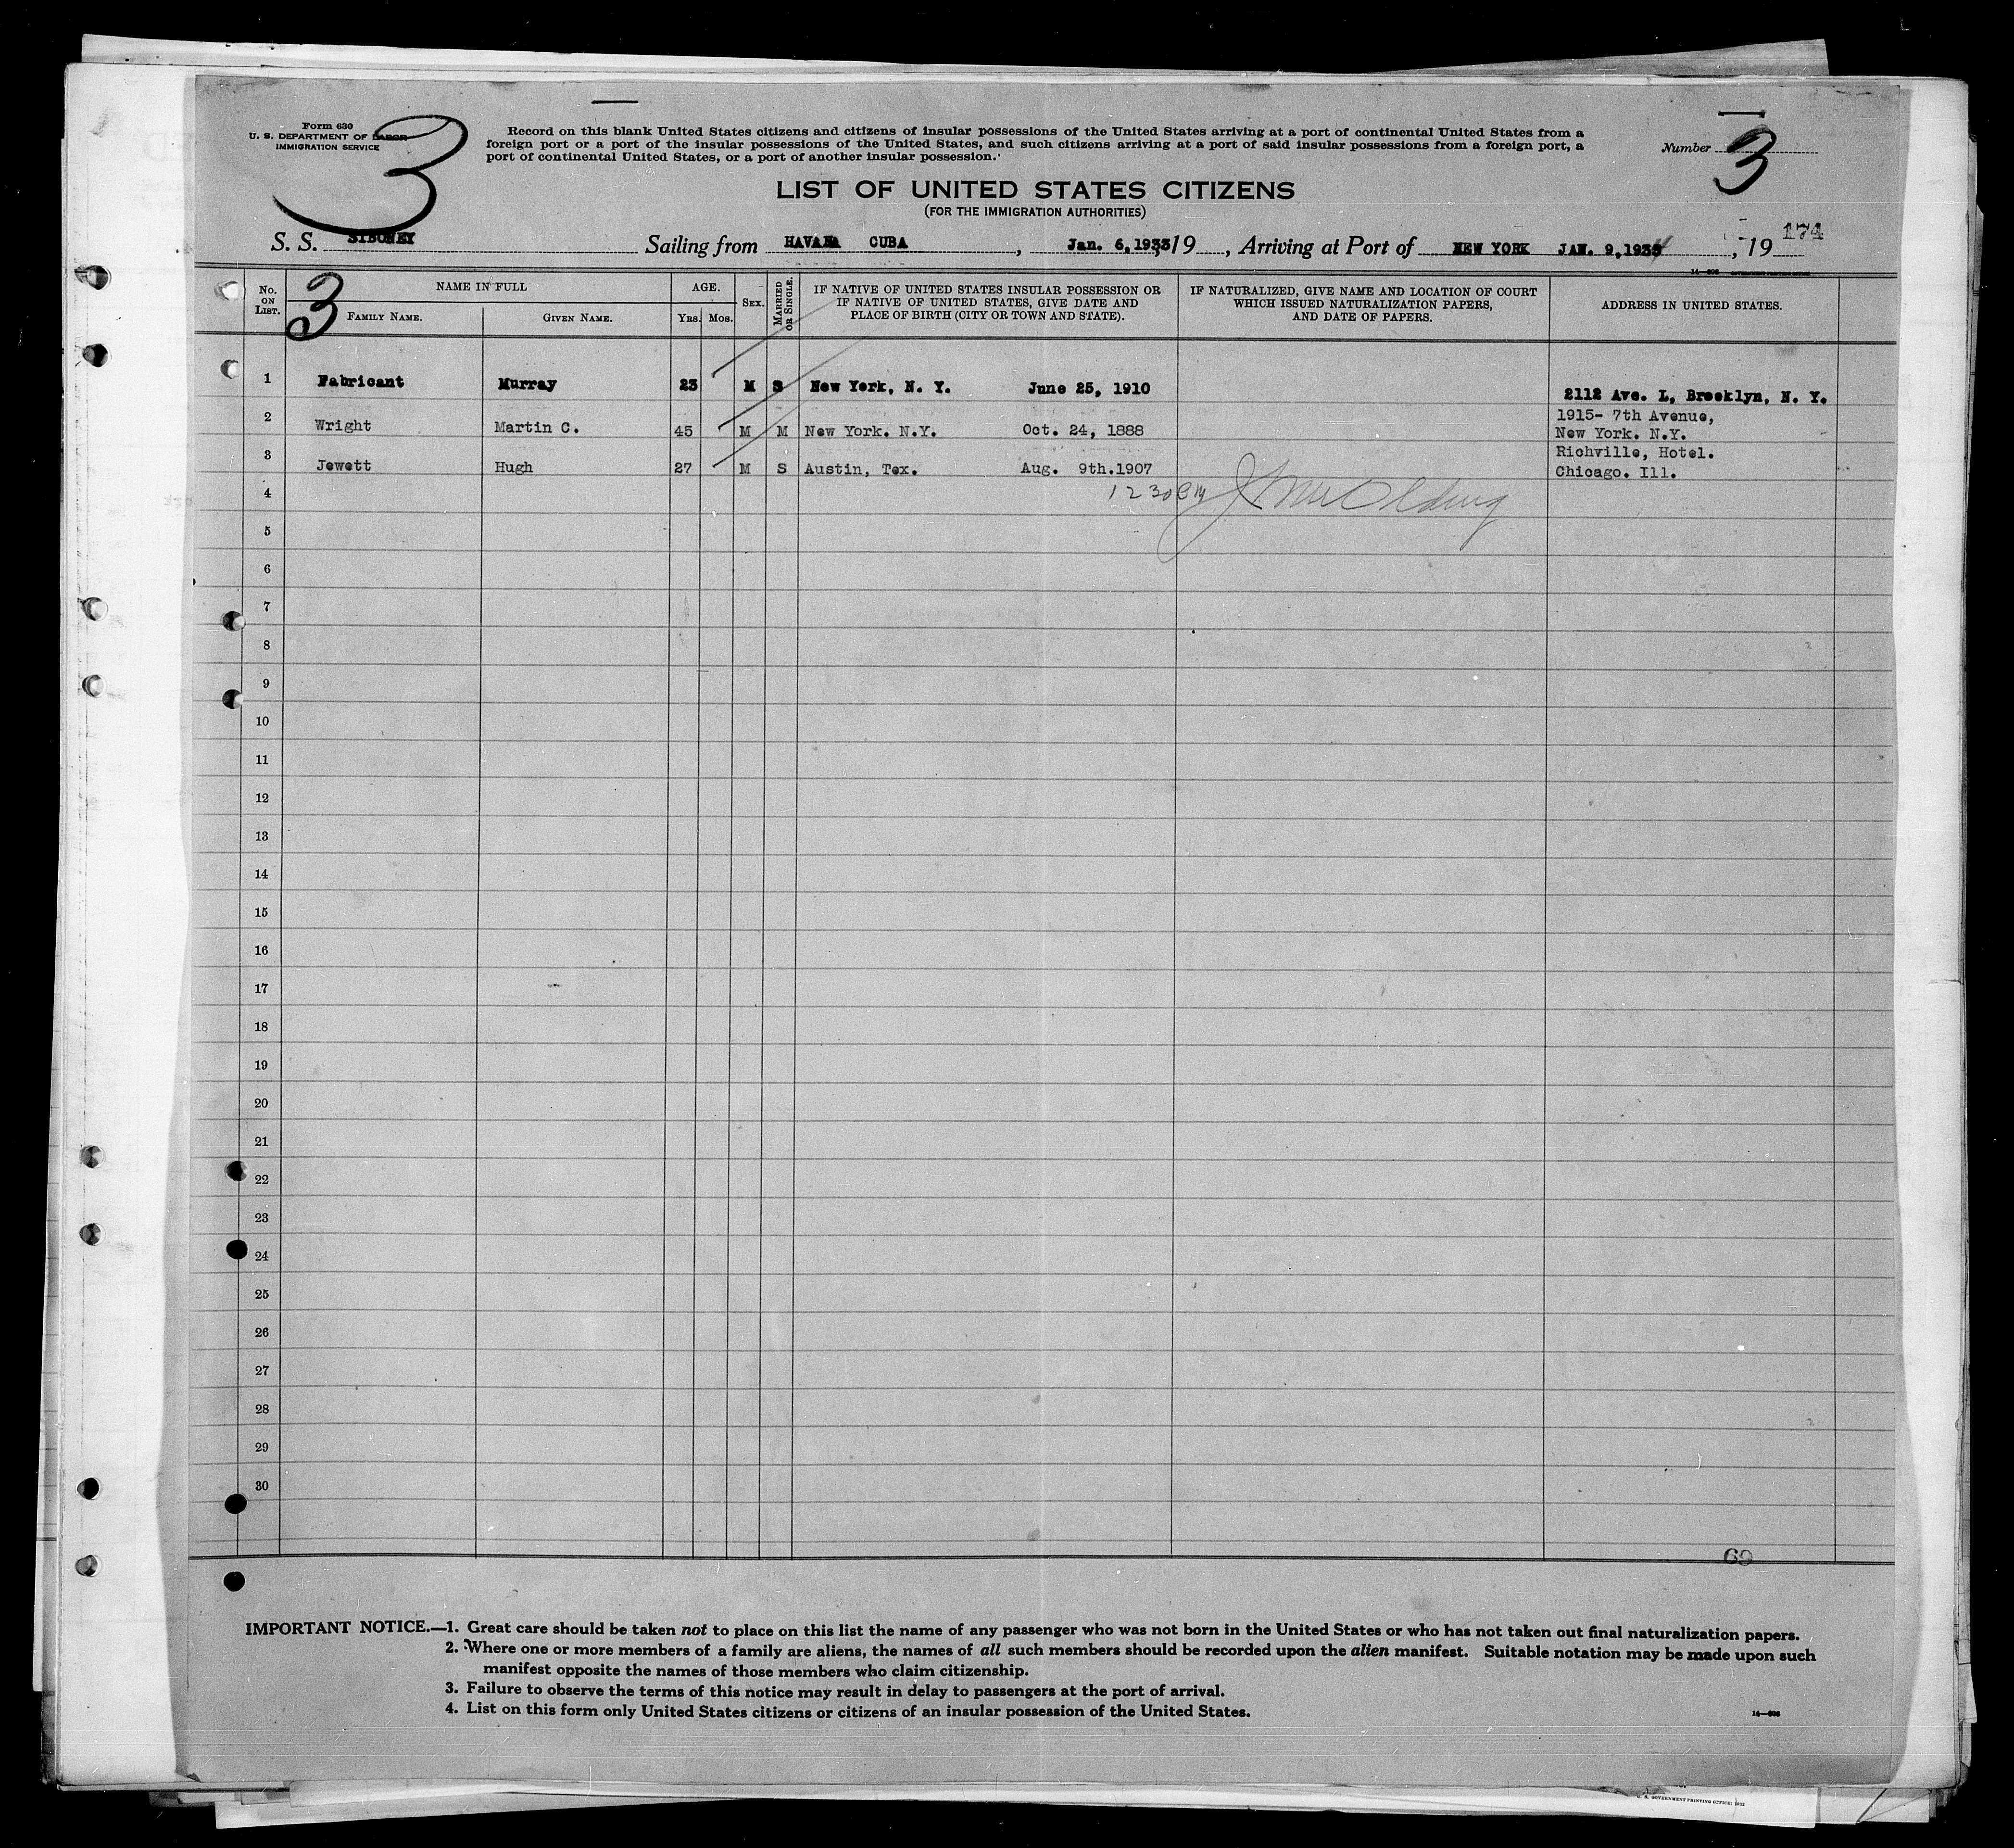 Form 630
U. S. DEPARTMENT OF LABOR
IMMIGRATION SERVICE
3
Record on this blank United States citizens and citizens of insular possessions of the United States arriving at a port of continental United States from a
foreign port or a port of the insular possessions of the United States, and such citizens arriving at a port of said insular possessions from a foreign port, a
port of continental United States, or a port of another insular possession.
Number 3
LIST OF UNITED STATES CITIZENS
(FOR THE IMMIGRATION AUTHORITIES)
174
S. S. SIBONEY Sailing from HAVANA CUBA, Jan. 6, 1933, 19 , Arriving at Port of NEW YORK JAN. 9, 1934, 19
14—606 GOVERNMENT PRINTING OFFICE
3
No. ON LIST. NAME IN FULL FAMILY NAME. GIVEN NAME. AGE. YRS. MOS. SEX. MARRIED OR SINGLE. IF NATIVE OF UNITED STATES INSULAR POSSESSION OR IF NATIVE OF UNITED STATES, GIVE DATE AND PLACE OF BIRTH (CITY OR TOWN AND STATE). IF NATURALIZED, GIVE NAME AND LOCATION OF COURT WHICH ISSUED NATURALIZATION PAPERS, AND DATE OF PAPERS. ADDRESS IN UNITED STATES.
1 Fabricant Murray 23 M S New York, N. Y. June 25, 1910 2112 Ave. L, Brooklyn, N. Y.
2 Wright Martin C. 45 M M New York. N.Y. Oct. 24, 1888 1915- 7th Avenue,
New York. N.Y.
3 Jewett Hugh 27 M S Austin, Tex. Aug. 9th.1907 Richville, Hotel.
Chicago. Ill.
4 12 30
5
6
7
8
9
10
11
12
13
14
15
16
17
18
19
20
21
22
23
24
25
26
27
28
29
30
69
IMPORTANT NOTICE.—1. Great care should be taken not to place on this list the name of any passenger who was not born in the United States or who has not taken out final naturalization papers.
2. Where one or more members of a family are aliens, the names of all such members should be recorded upon the alien manifest. Suitable notation may be made upon such
manifest opposite the names of those members who claim citizenship.
3. Failure to observe the terms of this notice may result in delay to passengers at the port of arrival.
4. List on this form only United States citizens or citizens of an insular possession of the United States.
14—606
U. S. GOVERNMENT PRINTING OFFICE: